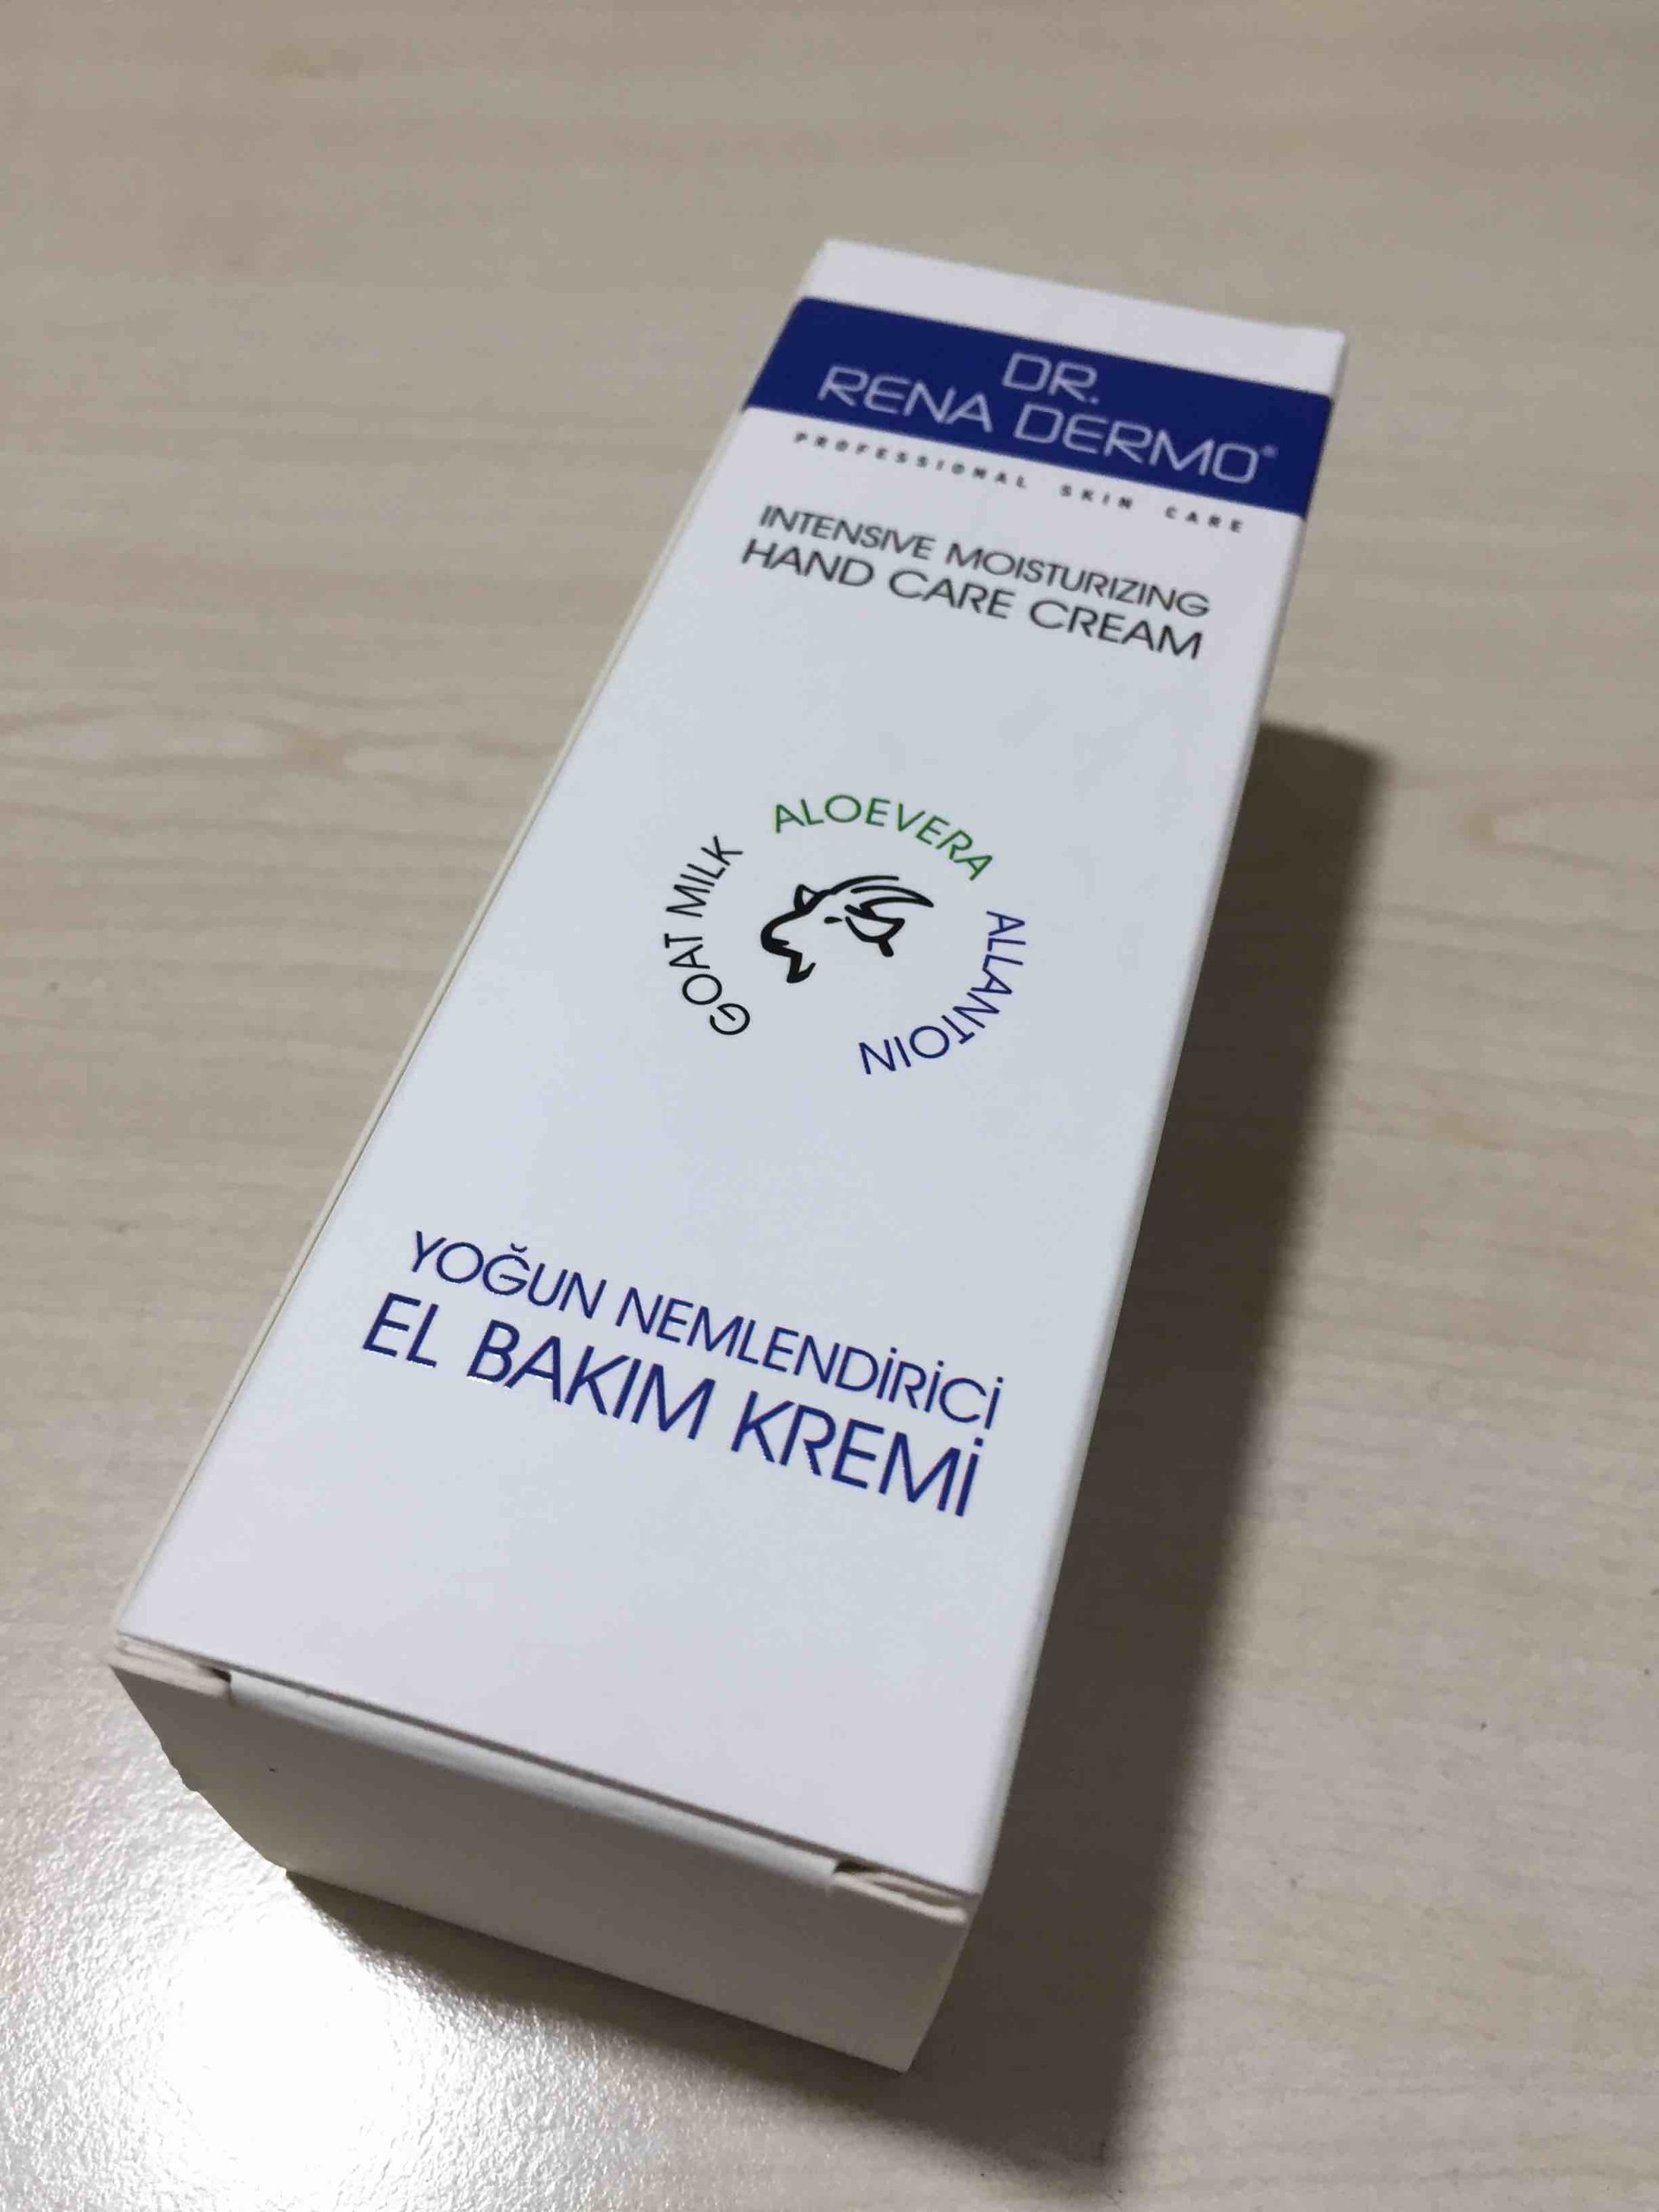 DR.
RENA DERMO®
PROFESSIONAL SKIN CARE
INTENSIVE MOISTURIZING
HAND CARE CREAM
GOAT MILK
ALOEVERA
ALLANTOIN
YOĞUN NEMLENDİRİCİ
EL BAKIM KREMİ